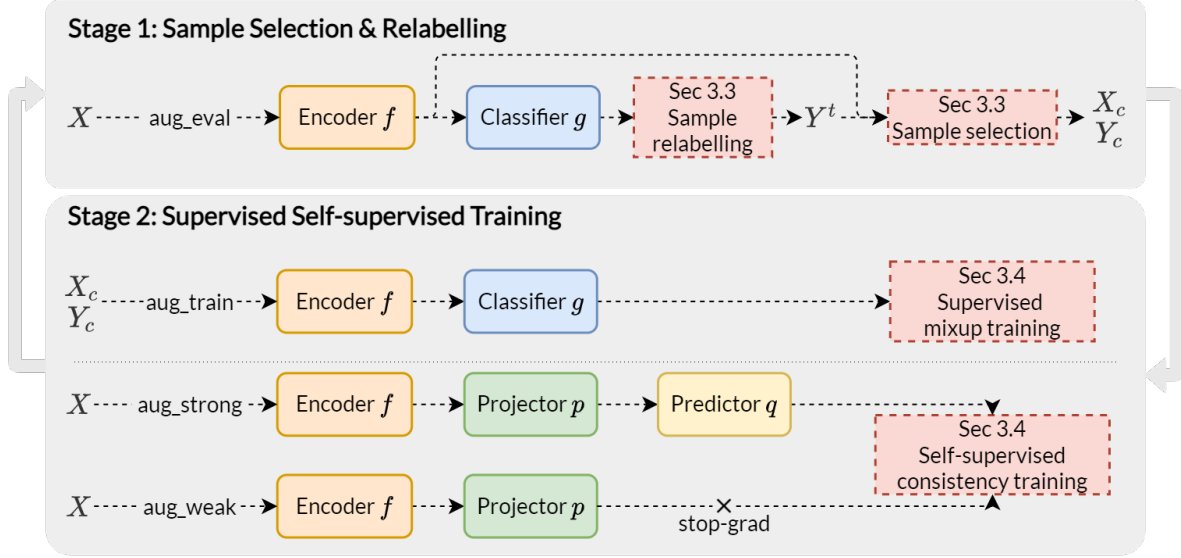 Stage 1: Sample Selection & Relabelling
X
aug_eval
Encoder f
Classifier g
Sec 3.3
Sample
relabelling
Y^t
Sec 3.3
Sample selection
X_c
Y_c
Stage 2: Supervised Self-supervised Training
X_c
Y_c
aug_train
Encoder f
Classifier g
Sec 3.4
Supervised
mixup training
X
aug_strong
Encoder f
Projector p
Predictor q
Sec 3.4
Self-supervised
consistency training
X
aug_weak
Encoder f
Projector p
stop-grad